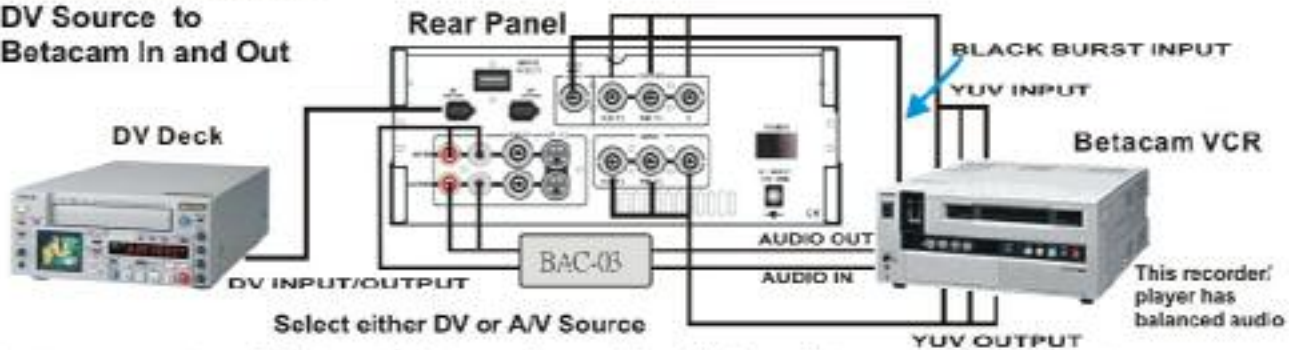 DV Source to
Betacam In and Out
Rear Panel
BLACK BURST INPUT
YUV INPUT
DV Deck
Betacam VCR
AUDIO OUT
BAC-03
AUDIO IN
DV INPUT/OUTPUT
This recorder/
player has
balanced audio
Select either DV or A/V Source
YUV OUTPUT